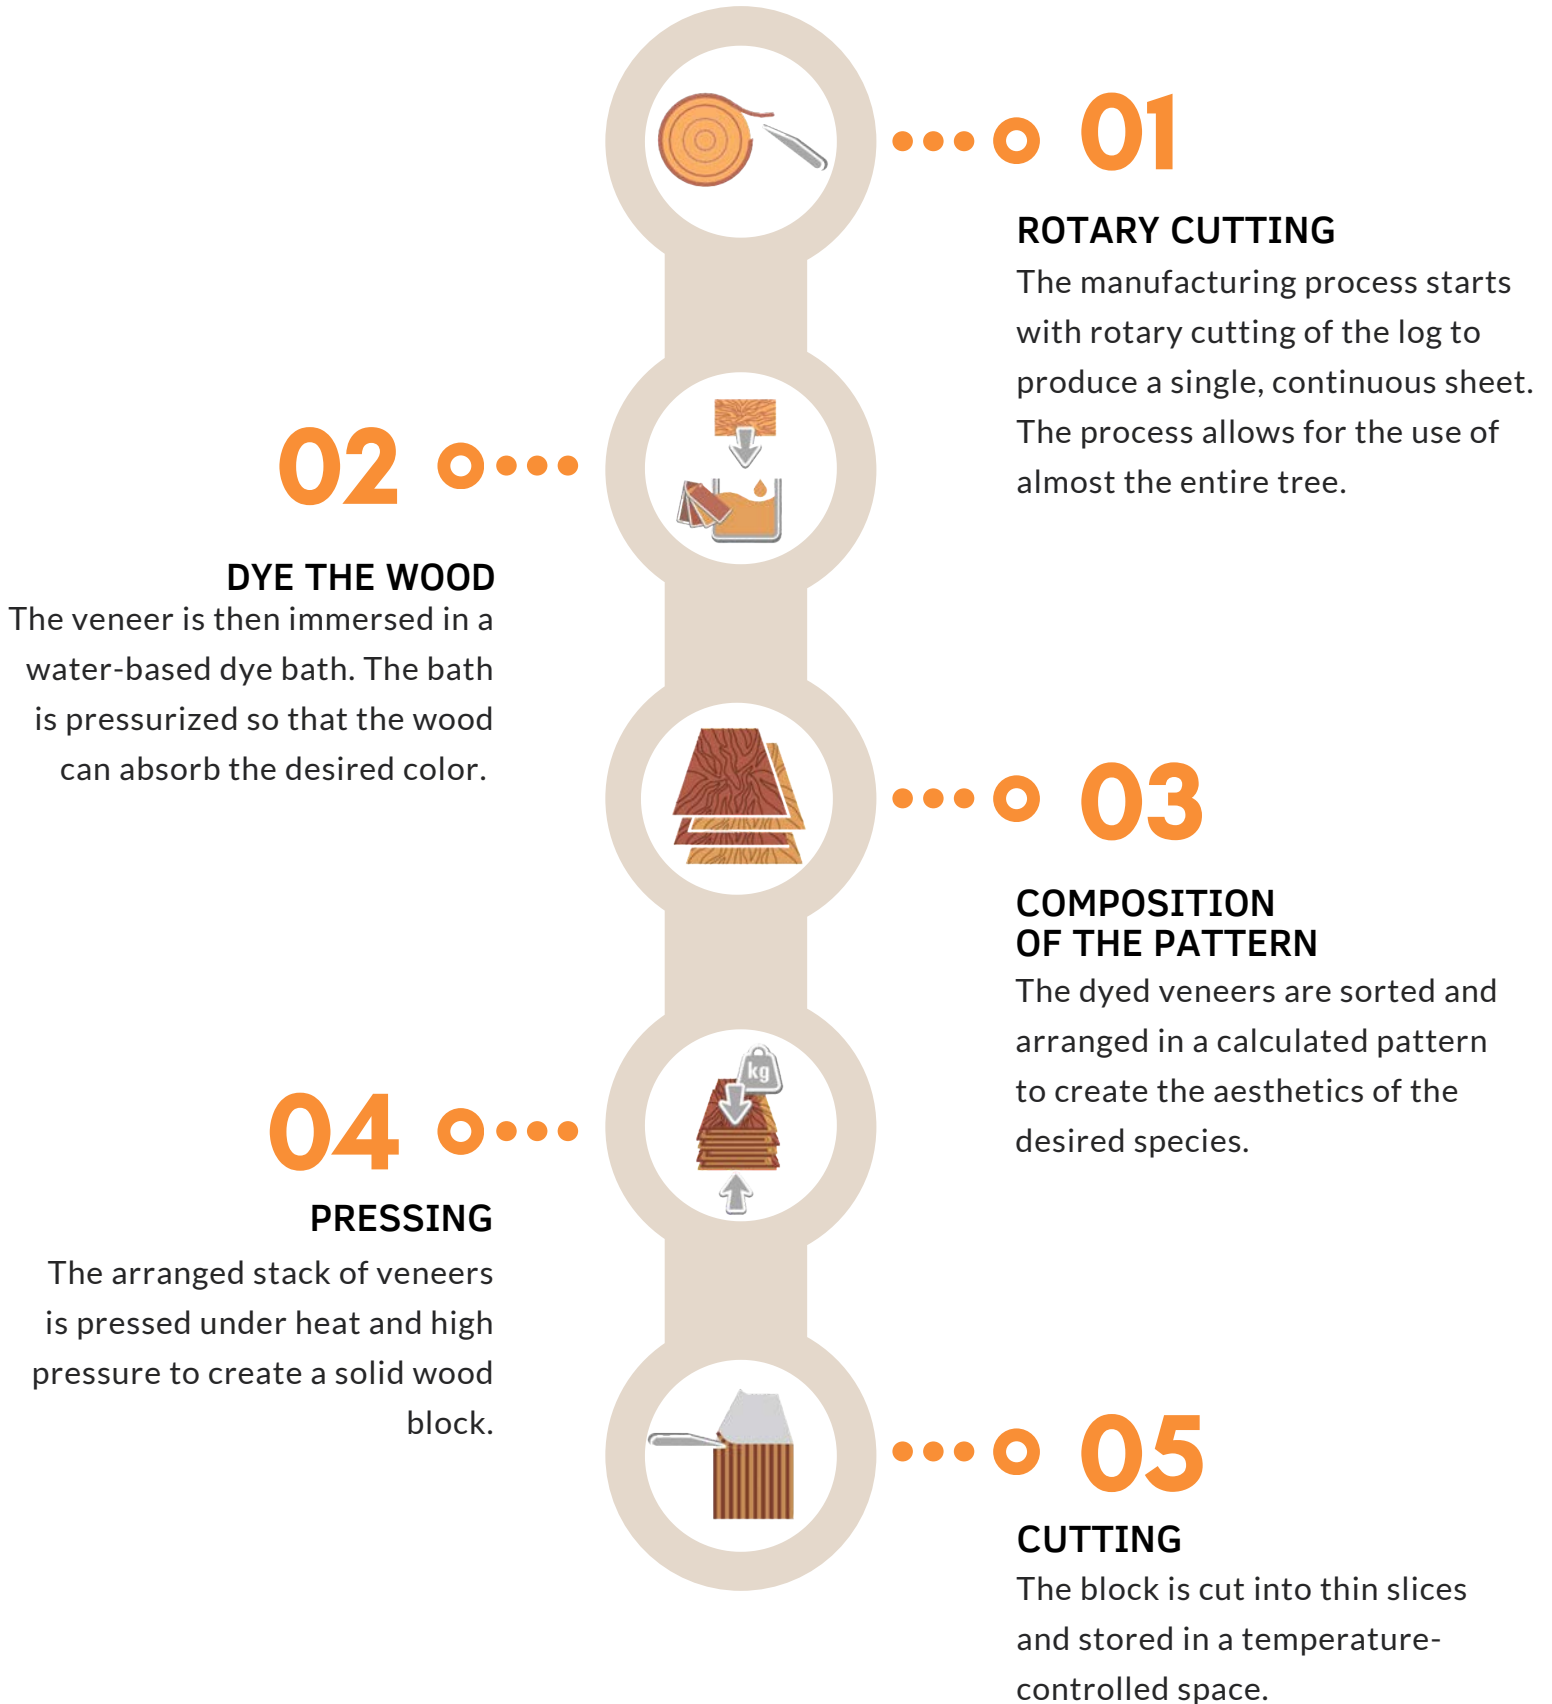 01
ROTARY CUTTING
The manufacturing process starts
with rotary cutting of the log to
produce a single, continuous sheet.
The process allows for the use of
almost the entire tree.
02
DYE THE WOOD
The veneer is then immersed in a
water-based dye bath. The bath
is pressurized so that the wood
can absorb the desired color.
03
COMPOSITION
OF THE PATTERN
The dyed veneers are sorted and
arranged in a calculated pattern
to create the aesthetics of the
desired species.
kg
04
PRESSING
The arranged stack of veneers
is pressed under heat and high
pressure to create a solid wood
block.
05
CUTTING
The block is cut into thin slices
and stored in a temperature-
controlled space.